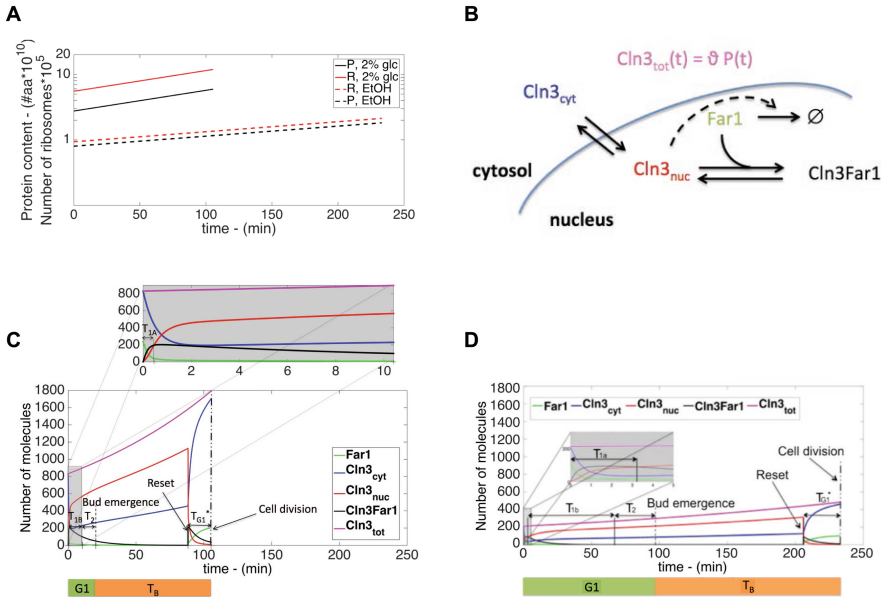 A
Protein content - (#aa*10^10)
Number of ribosomes*10^5
20
10
1
0
50
100
150
200
250
time - (min)
P, 2% glc
R, 2% glc
R, EtOH
P, EtOH
B
Cln3tot(t) = ϑ P(t)
Cln3cyt
Far1
Ø
cytosol
Cln3nuc
Cln3Far1
nucleus
C
800
600
400
200
0
T1A
0
2
4
6
8
10
Number of molecules
1800
1600
1400
1200
1000
800
600
400
200
0
Reset
Bud emergence
T1B
T2
TG1*
Cell division
Far1
Cln3cyt
Cln3nuc
Cln3Far1
Cln3tot
0
50
100
150
200
250
time - (min)
G1
TB
D
Number of molecules
1800
1600
1400
1200
1000
800
600
400
200
0
Far1
Cln3cyt
Cln3nuc
Cln3Far1
Cln3tot
T1a
0
1
2
3
4
5
Cell division
Reset
T1b
T2
Bud emergence
TG1*
0
50
100
150
200
250
time - (min)
G1
TB